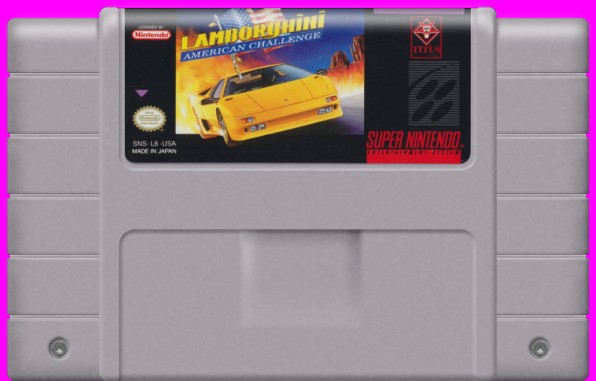 LICENSED BY
Nintendo
LAMBORGHINI
AMERICAN CHALLENGE
TITUS
SNS- L8 -USA
MADE IN JAPAN
SUPER NINTENDO
ENTERTAINMENT SYSTEM